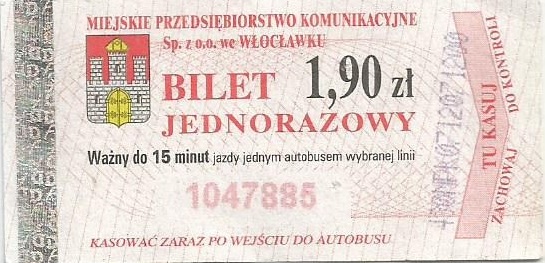 MIEJSKIE PRZEDSIĘBIORSTWO KOMUNIKACYJNE
Sp. z o.o. we WŁOCŁAWKU
BILET 1,90 zł
JEDNORAZOWY
Ważny do 15 minut jazdy jednym autobusem wybranej linii
1047885
KASOWAĆ ZARAZ PO WEJŚCIU DO AUTOBUSU
TU KASUJ
ZACHOWAJ DO KONTROLI